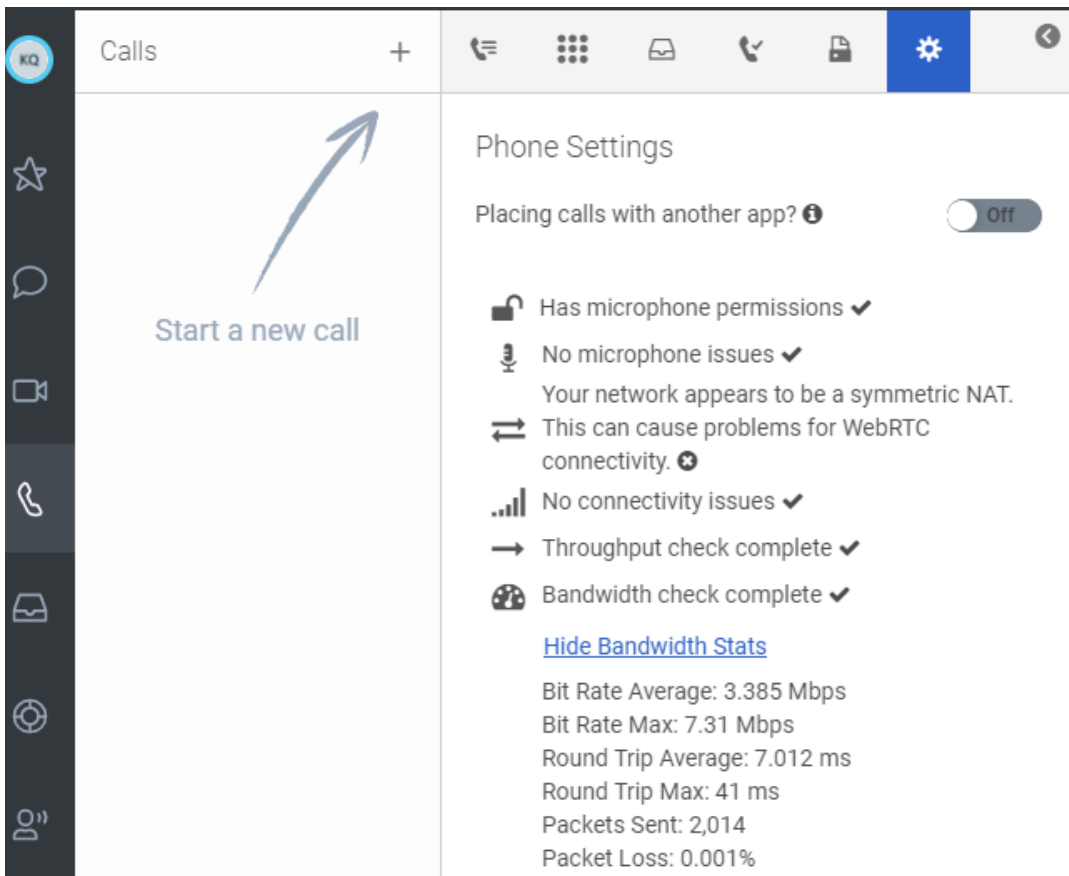 KQ
Calls
Start a new call
Phone Settings
Placing calls with another app?
Off
Has microphone permissions
No microphone issues
Your network appears to be a symmetric NAT.
This can cause problems for WebRTC
connectivity.
No connectivity issues
Throughput check complete
Bandwidth check complete
Hide Bandwidth Stats
Bit Rate Average: 3.385 Mbps
Bit Rate Max: 7.31 Mbps
Round Trip Average: 7.012 ms
Round Trip Max: 41 ms
Packets Sent: 2,014
Packet Loss: 0.001%